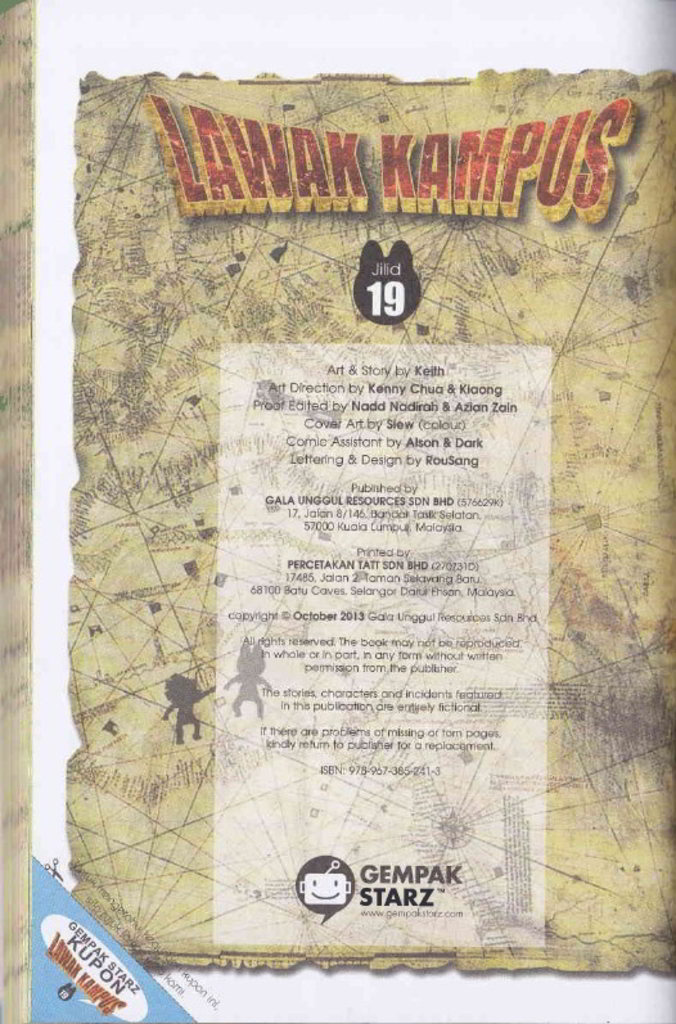 LAWAK KAMPUS
Jilid
19
Art & Story by Keith
Art Direction by Kenny Chua & Kiaong
Proof Edited by Nadd Nadirah & Azian Zain
Cover Art by Siew (colour)
Comic Assistant by Alson & Dark
Lettering & Design by RouSang
Published by
GALA UNGGUL RESOURCES SDN BHD (576629K)
17, Jalan 8/146, Bandar Tasik Selatan,
57000 Kuala Lumpur, Malaysia.
Printed by
PERCETAKAN TATT SDN BHD (270731D)
17485, Jalan 2, Taman Selayang Baru,
68100 Batu Caves, Selangor Darul Ehsan, Malaysia.
copyright © October 2013 Gala Unggul Resources Sdn Bhd
All rights reserved. The book may not be reproduced,
in whole or in part, in any form without written
permission from the publisher.
The stories, characters and incidents featured
in this publication are entirely fictional.
If there are problems of missing or torn pages,
kindly return to publisher for a replacement.
ISBN: 978-967-385-241-3
GEMPAK
STARZ™
www.gempakstarz.com
GEMPAK STARZ
KUPON
LAWAK KAMPUS
19
kupon ini.
kami.